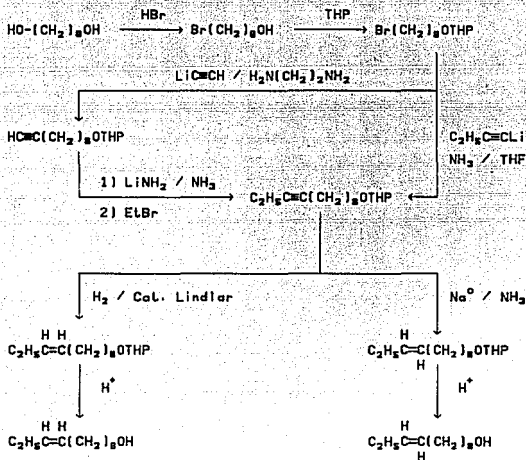 HBr THP
HO-(CH₂)₈OH Br(CH₂)₈OH Br(CH₂)₈OTHP
LiC≡CH / H₂N(CH₂)₂NH₂
HC≡C(CH₂)₈OTHP C₂H₅C≡CLi
NH₃ / THF
1) LiNH₂ / NH₃
2) EtBr C₂H₅C≡C(CH₂)₈OTHP
H₂ / Cat. Lindlar Na⁰ / NH₃
H H H
C₂H₅C=C(CH₂)₈OTHP C₂H₅C=C(CH₂)₈OTHP
H
H⁺ H⁺
H H H
C₂H₅C=C(CH₂)₈OH C₂H₅C=C(CH₂)₈OH
H